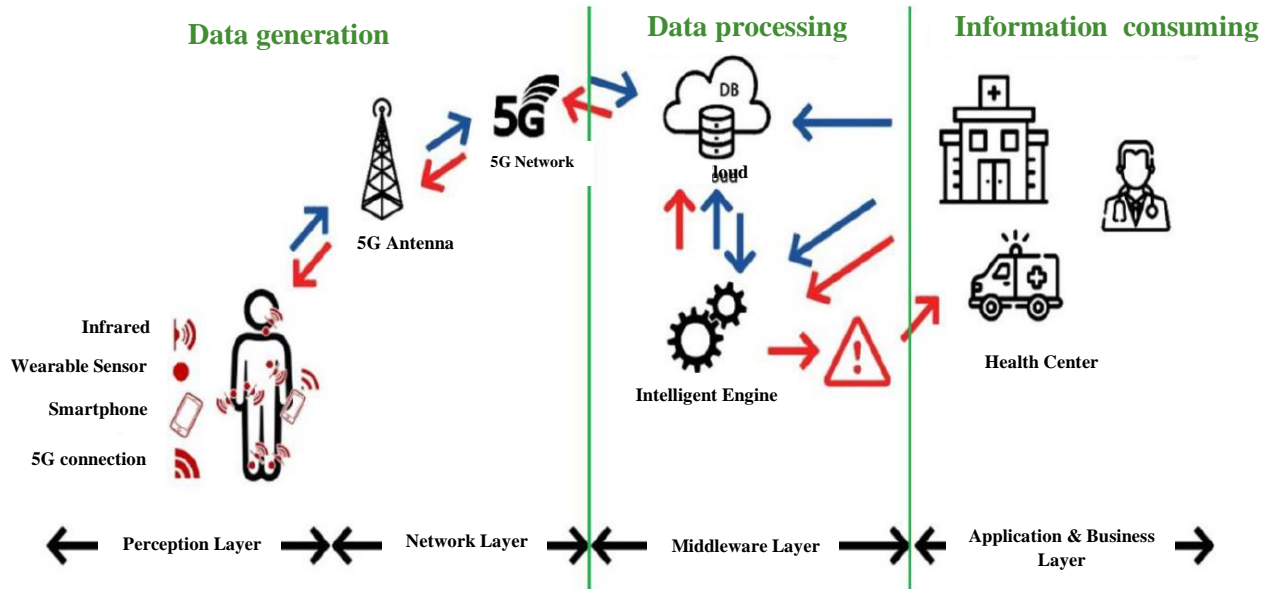 Data generation
Data processing
Information consuming
DB
5G
5G Network
loud
5G Antenna
Infrared
Wearable Sensor
Smartphone
5G connection
Intelligent Engine
Health Center
Perception Layer
Network Layer
Middleware Layer
Application & Business
Layer